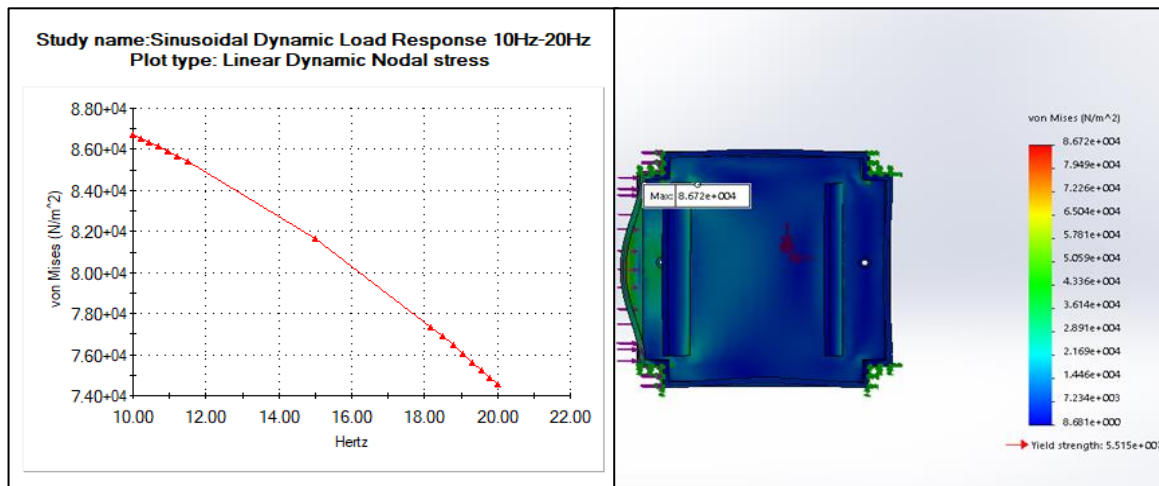 Study name:Sinusoidal Dynamic Load Response 10Hz-20Hz
Plot type: Linear Dynamic Nodal stress
8.80+04
8.60+04
8.40+04
8.20+04
8.00+04
7.80+04
7.60+04
7.40+04
von Mises (N/m^2)
10.00 12.00 14.00 16.00 18.00 20.00 22.00
Hertz
Max: 8.672e+004
von Mises (N/m^2)
8.672e+004
7.949e+004
7.226e+004
6.504e+004
5.781e+004
5.059e+004
4.336e+004
3.614e+004
2.891e+004
2.169e+004
1.446e+004
7.234e+003
8.681e+000
Yield strength: 5.515e+007